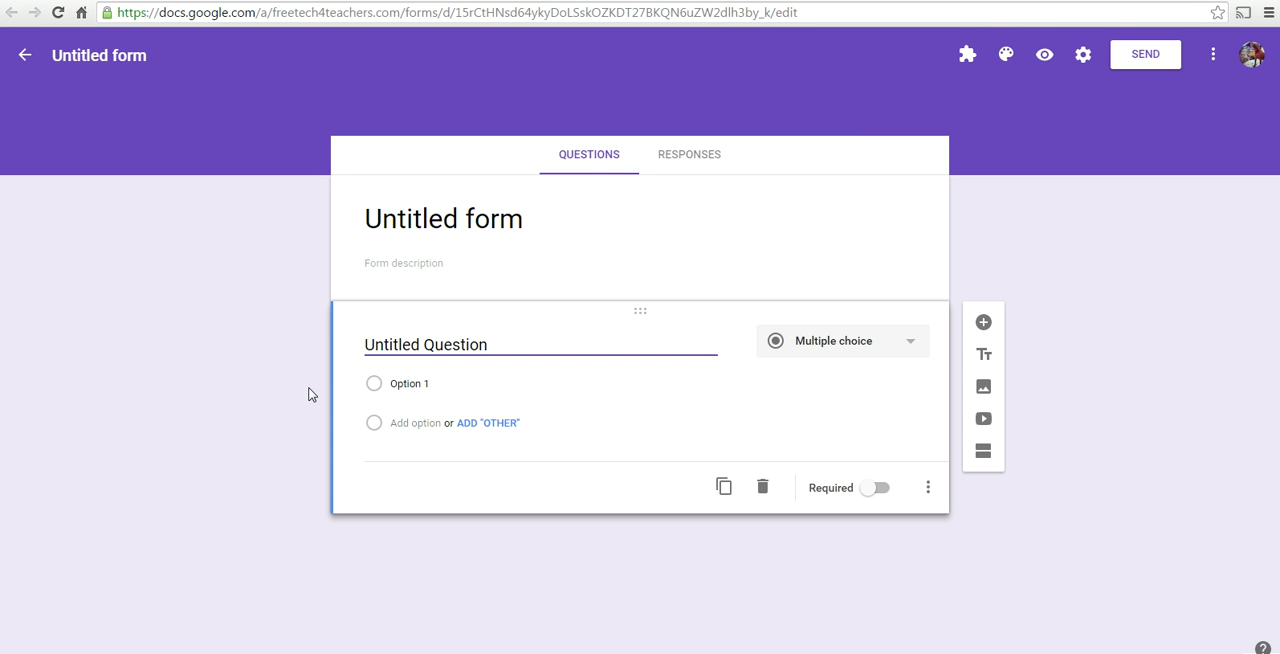 https://docs.google.com/a/freetech4teachers.com/forms/d/15rCtHNsd64ykyDoLSskOZKDT27BKQN6uZW2dlh3by_k/edit
Untitled form
SEND
QUESTIONS RESPONSES
Untitled form
Form description
Untitled Question
Multiple choice
Option 1
Add option or ADD "OTHER"
Required